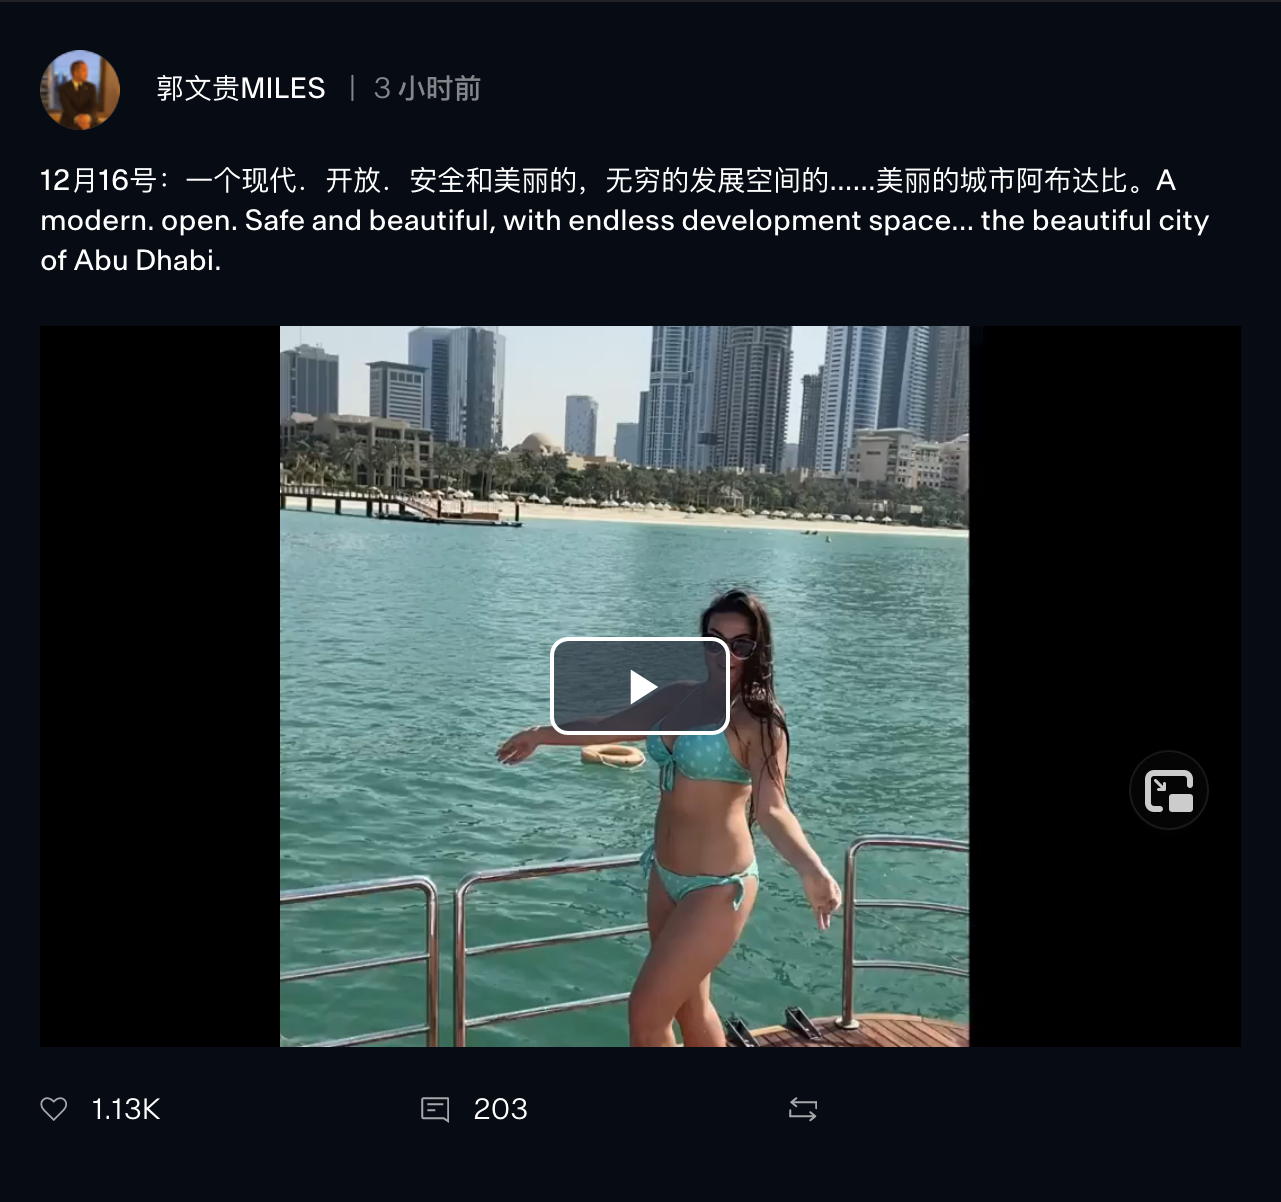 郭文贵MILES | 3 小时前
12月16号：一个现代．开放．安全和美丽的，无穷的发展空间的……美丽的城市阿布达比。A
modern. open. Safe and beautiful, with endless development space... the beautiful city
of Abu Dhabi.
1.13K 203